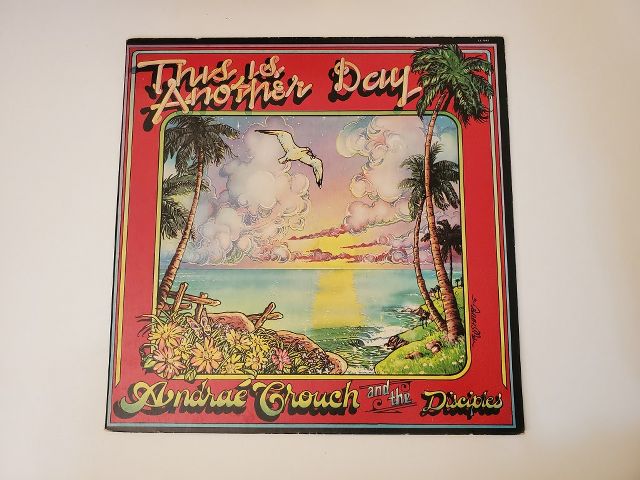 This is
Another Day
Andraé Crouch and the Disciples